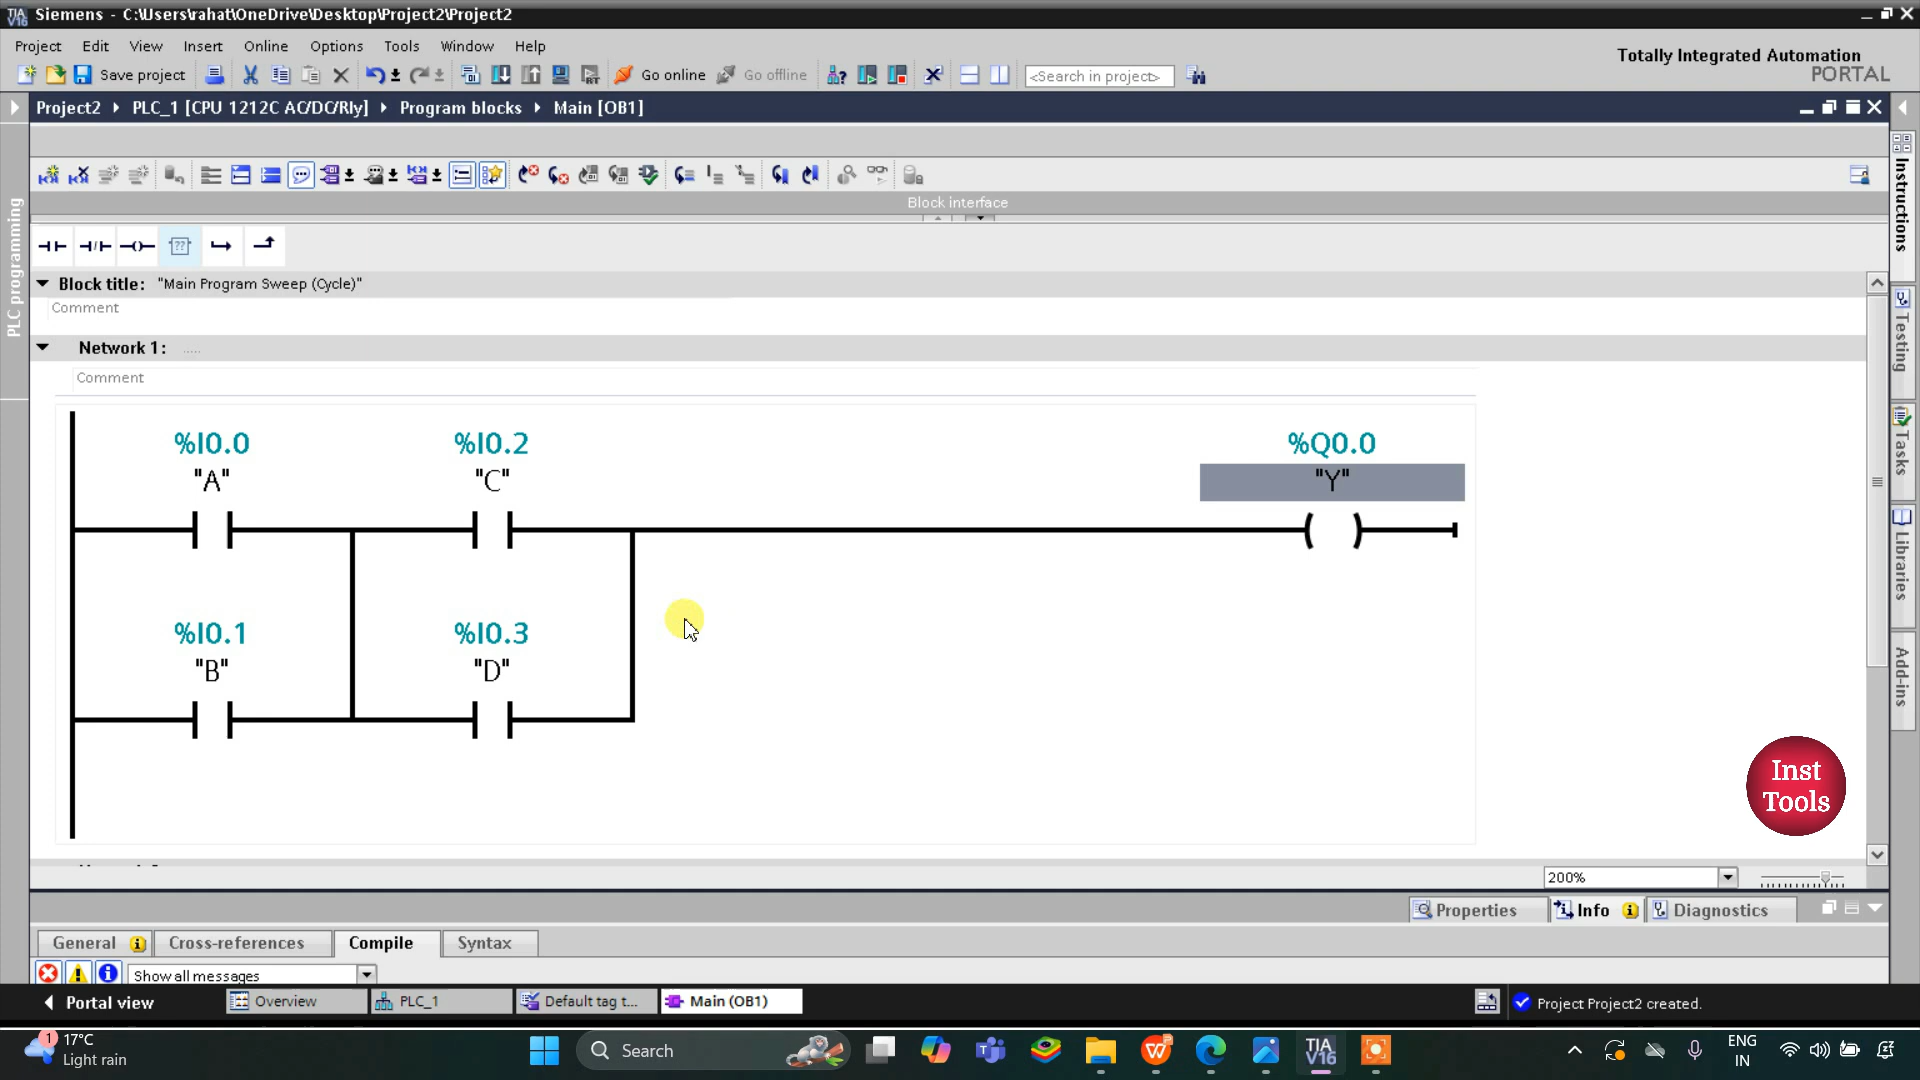 Siemens - C:\Users\rahat\OneDrive\Desktop\Project2\Project2
Project Edit View Insert Online Options Tools Window Help
Totally Integrated Automation
PORTAL
Save project Go online Go offline <Search in project>
Project2 PLC_1 [CPU 1212C AC/DC/Rly] Program blocks Main [OB1]
Block interface
??
Block title: "Main Program Sweep (Cycle)"
Comment
Network 1: .....
Comment
%I0.0 %I0.2 %Q0.0
"A" "C" "Y"
%I0.1 %I0.3
"B" "D"
PLC programming
Instructions
Testing
Tasks
Libraries
Add-ins
Inst
Tools
200%
Properties Info Diagnostics
General Cross-references Compile Syntax
Show all messages
Portal view Overview PLC_1 Default tag t... Main (OB1) Project Project2 created.
1 17°C
Light rain
Search
TIA
V16
ENG
IN